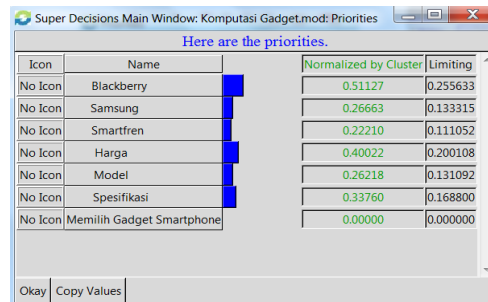 Super Decisions Main Window: Komputasi Gadget.mod: Priorities
Here are the priorities.
Icon Name Normalized by Cluster Limiting
No Icon Blackberry 0.51127 0.255633
No Icon Samsung 0.26663 0.133315
No Icon Smartfren 0.22210 0.111052
No Icon Harga 0.40022 0.200108
No Icon Model 0.26218 0.131092
No Icon Spesifikasi 0.33760 0.168800
No Icon Memilih Gadget Smartphone 0.00000 0.000000
Okay Copy Values